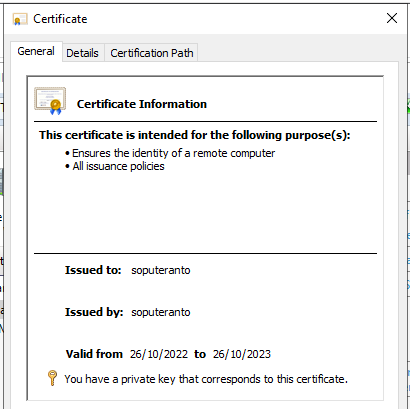 Certificate
General Details Certification Path
Certificate Information
This certificate is intended for the following purpose(s):
• Ensures the identity of a remote computer
• All issuance policies
Issued to: soputeranto
Issued by: soputeranto
Valid from 26/10/2022 to 26/10/2023
You have a private key that corresponds to this certificate.